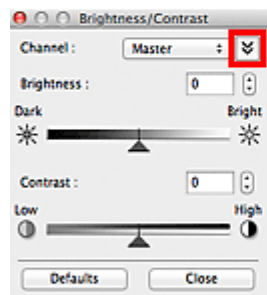 Brightness/Contrast
Channel : Master
Brightness : 0
Dark Bright
Contrast : 0
Low High
Defaults Close